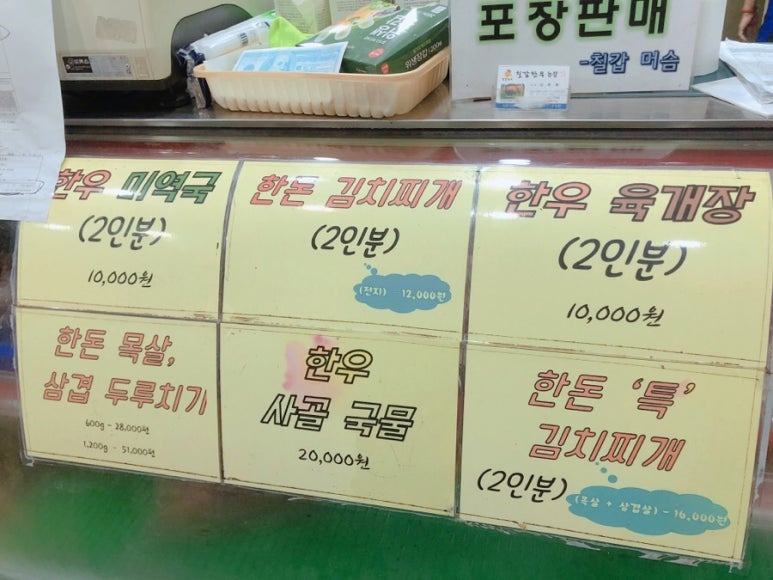 포장판매
-칠갑 머슴
위생장갑
한우 미역국
(2인분)
10,000원
한돈 김치찌개
(2인분)
(전지) 12,000원
한우 육개장
(2인분)
10,000원
한돈 목살,
삼겹 두루치기
600g - 28,000원
1,200g - 51,000원
한우
사골 국물
20,000원
한돈 '특'
김치찌개
(2인분)
(목살 + 삼겹살) - 16,000원